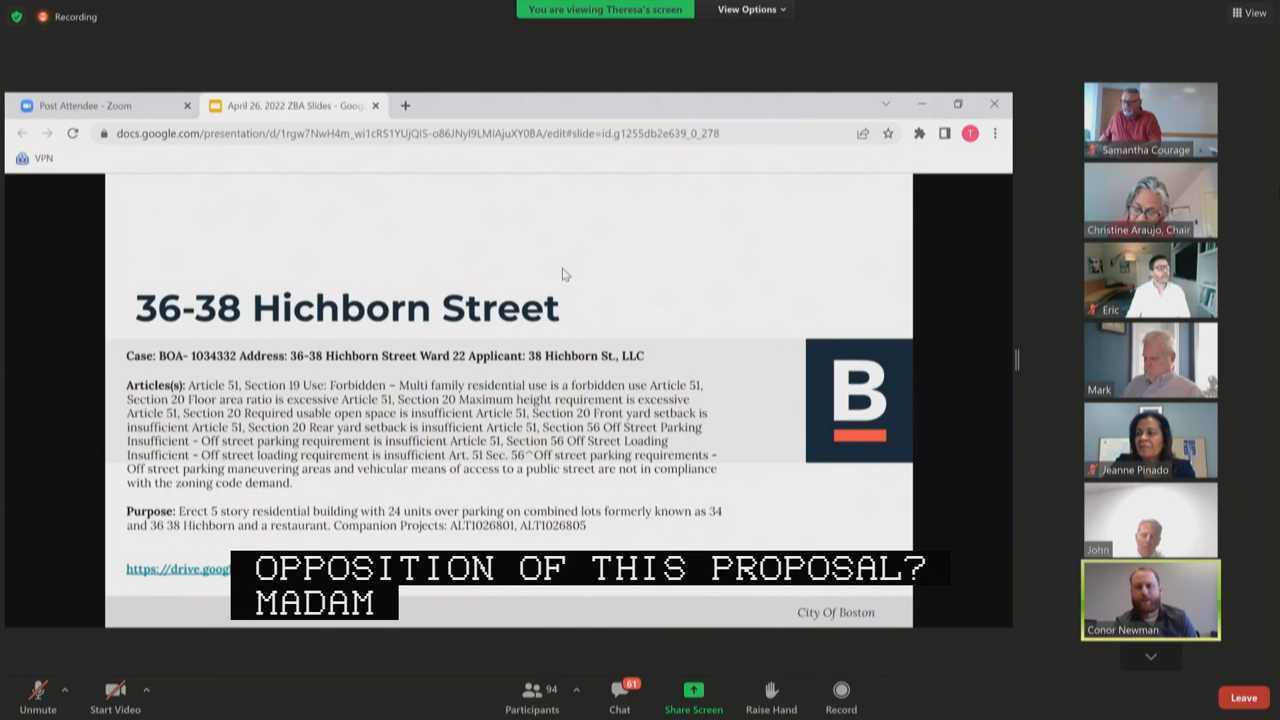 Recording
You are viewing Theresa's screen
View Options
View
Post Attendee - Zoom
April 26, 2022 ZBA Slides - Goog
VPN
36-38 Hichborn Street
Case: BOA- 1034332 Address: 36-38 Hichborn Street Ward 22 Applicant: 38 Hichborn St., LLC
Articles(s): Article 51, Section 19 Use: Forbidden - Multi family residential use is a forbidden use Article 51,
Section 20 Floor area ratio is excessive Article 51, Section 20 Maximum height requirement is excessive
Article 51, Section 20 Required usable open space is insufficient Article 51, Section 20 Front yard setback is
insufficient Article 51, Section 20 Rear yard setback is insufficient Article 51, Section 56 Off Street Parking
Insufficient - Off street parking requirement is insufficient Article 51, Section 56 Off Street Loading
Insufficient - Off street loading requirement is insufficient Art. 51 Sec. 56^Off street parking requirements -
Off street parking maneuvering areas and vehicular means of access to a public street are not in compliance
with the zoning code demand.
Purpose: Erect 5 story residential building with 24 units over parking on combined lots formerly known as 34
and 36 38 Hichborn and a restaurant. Companion Projects: ALT1026801, ALT1026805
https://drive.goog
B
City Of Boston
OPPOSITION OF THIS PROPOSAL?
MADAM
T
Samantha Courage
Christine Araujo, Chair
Eric
Mark
Jeanne Pinado
John
Conor Newman
Unmute
Start Video
94
Participants
61
Chat
Share Screen
Raise Hand
Record
Leave